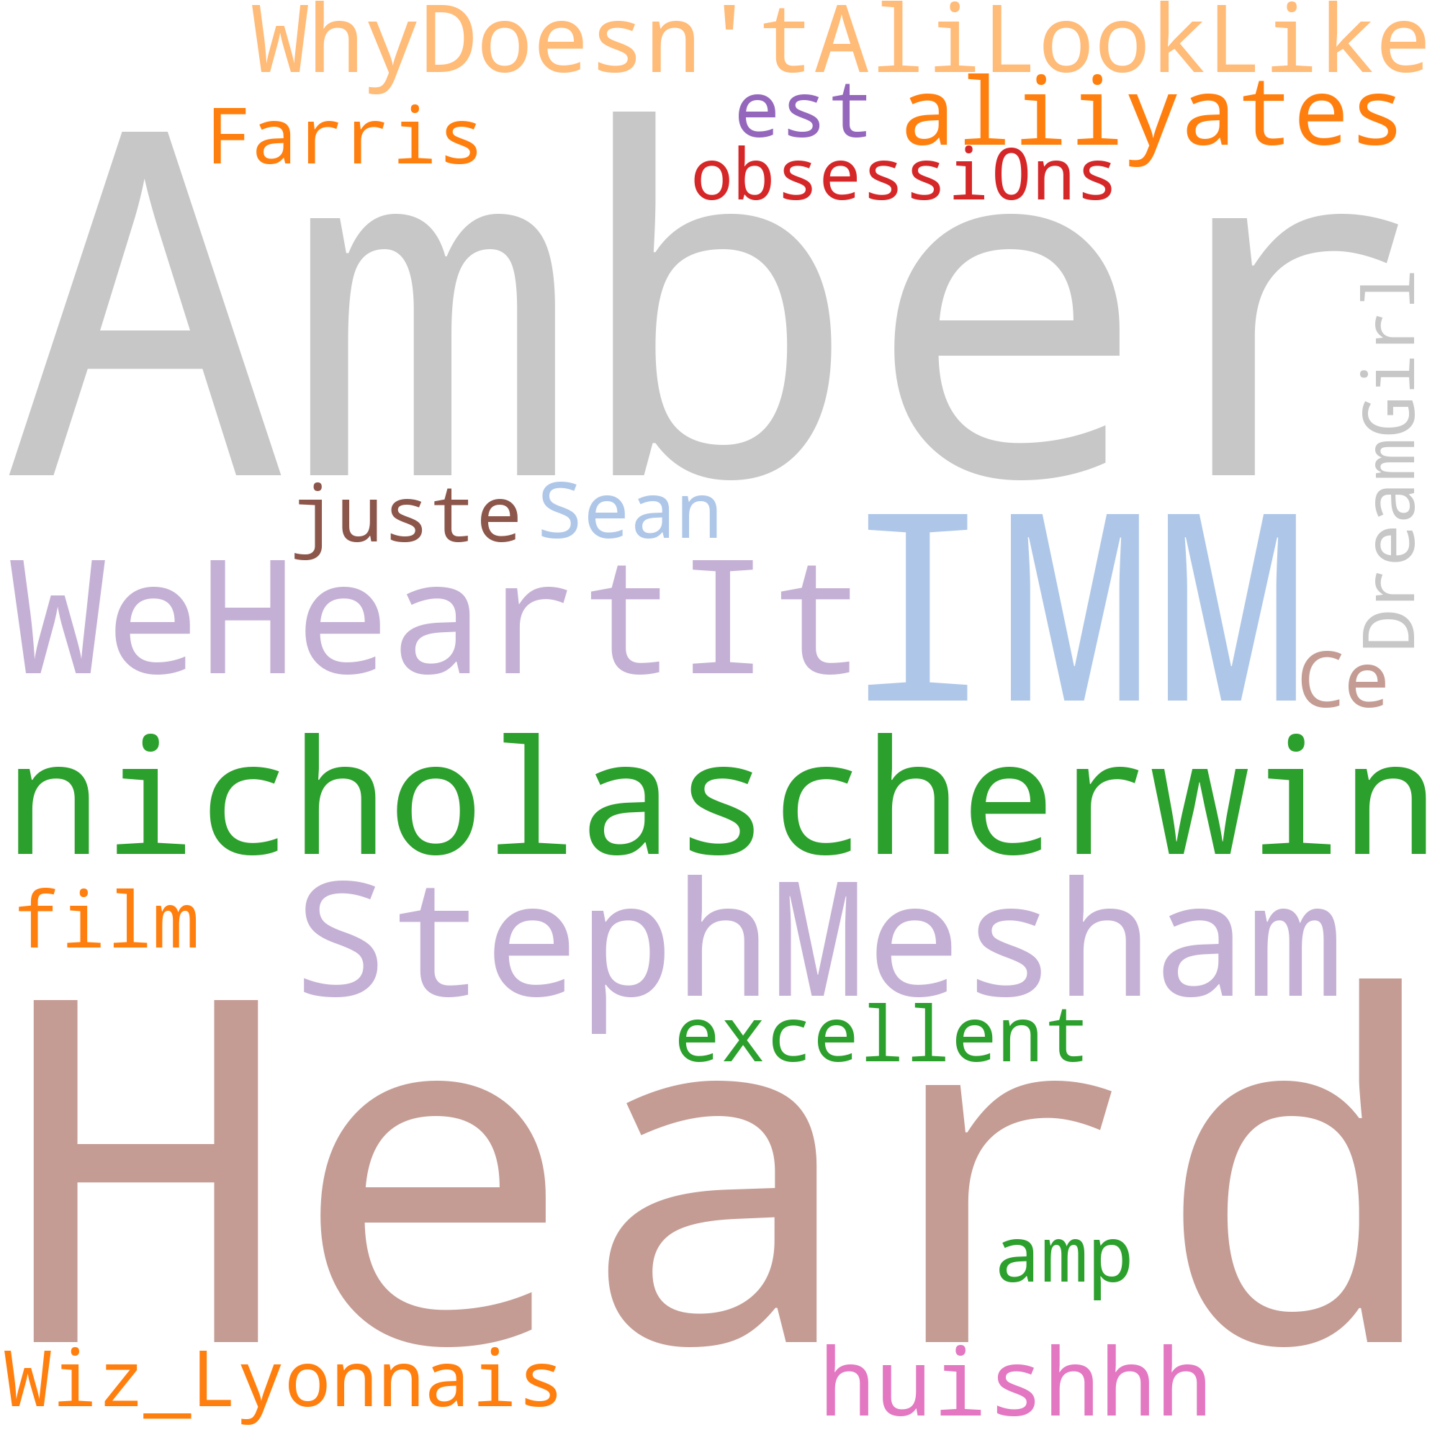 WhyDoesn'tAliLookLike
est
aliiyates
Farris
obsessi0ns
Amber
DreamGirl
juste
Sean
IMM
WeHeartIt
Ce
nicholascherwin
film
StephMesham
excellent
Heard
amp
Wiz_Lyonnais
huishhh